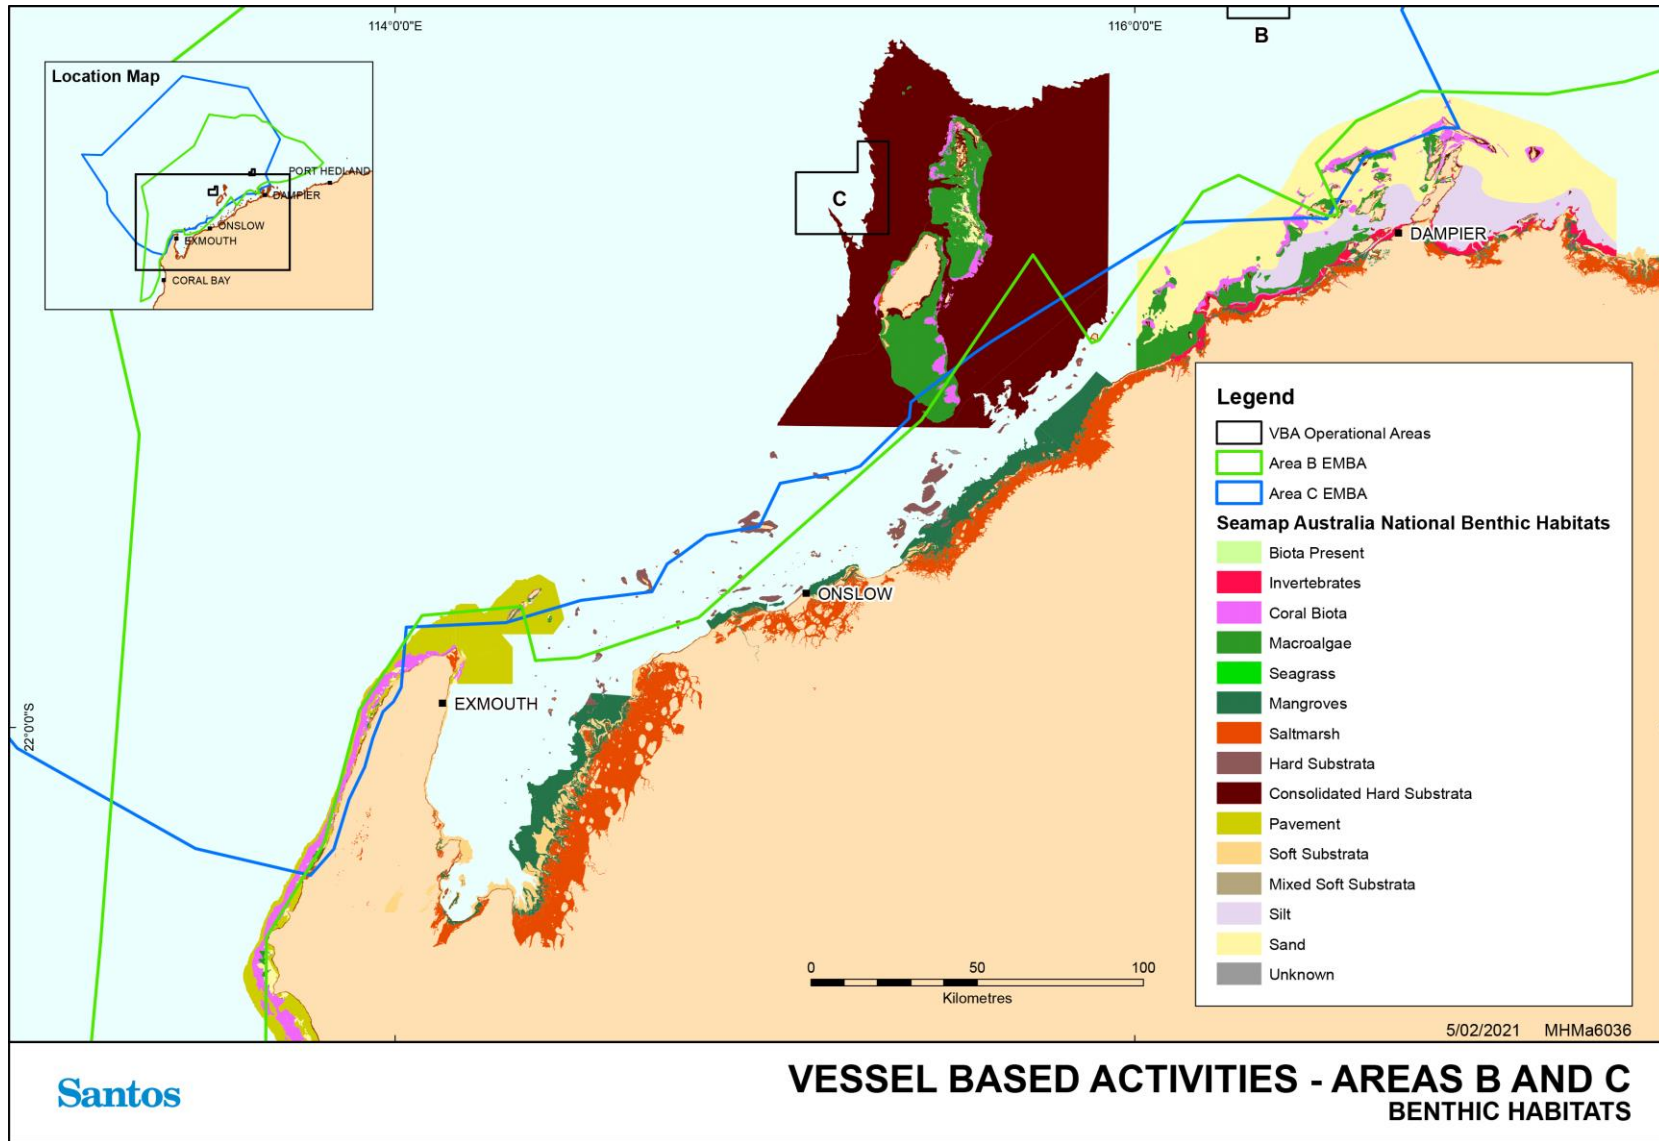 114°0'0"E
116°0'0"E
B
Location Map
PORT HEDLAND
DAMPIER
ONSLOW
EXMOUTH
CORAL BAY
C
DAMPIER
ONSLOW
EXMOUTH
22°0'0"S
Legend
VBA Operational Areas
Area B EMBA
Area C EMBA
Seamap Australia National Benthic Habitats
Biota Present
Invertebrates
Coral Biota
Macroalgae
Seagrass
Mangroves
Saltmarsh
Hard Substrata
Consolidated Hard Substrata
Pavement
Soft Substrata
Mixed Soft Substrata
Silt
Sand
Unknown
0 50 100
Kilometres
5/02/2021 MHMa6036
Santos
VESSEL BASED ACTIVITIES - AREAS B AND C
BENTHIC HABITATS